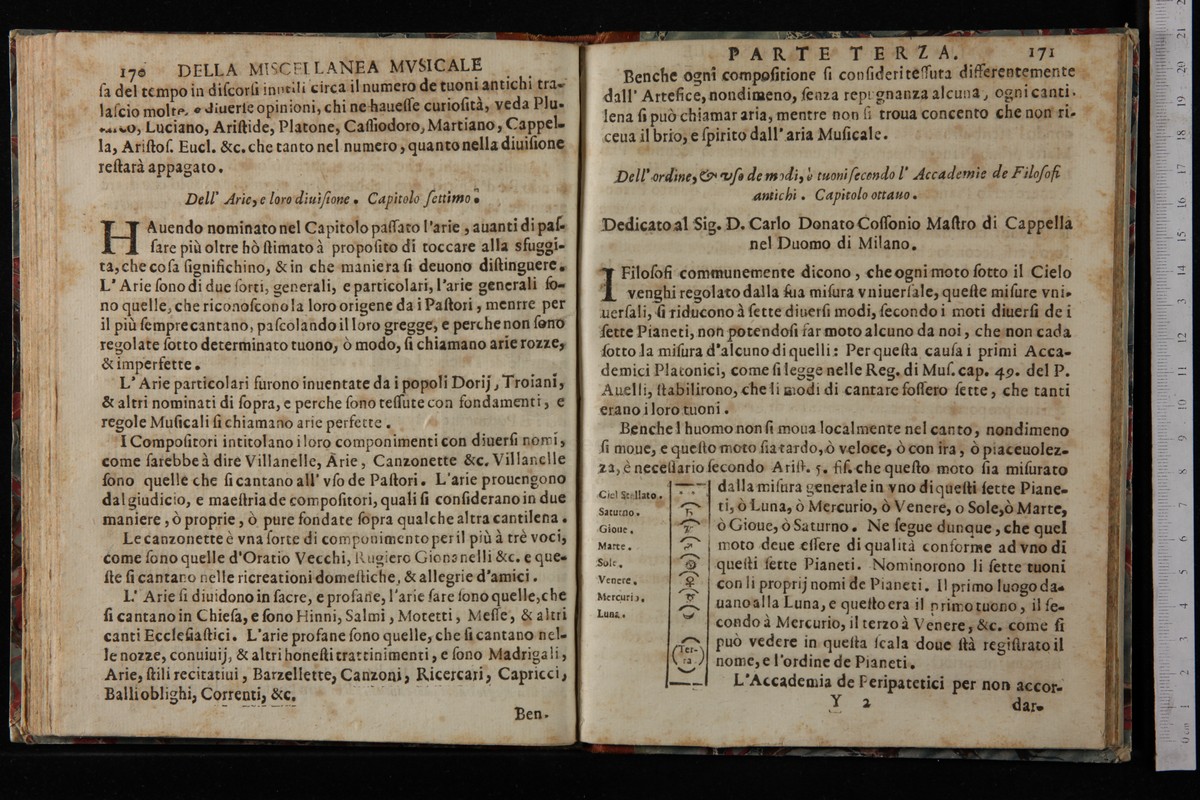 170 DELLA MISCELLANEA MVSICALE
ſa del tempo in diſcorſi inutili circa il numero de tuoni antichi tra-
laſcio molte, e diuerſe opinioni, chi ne haueſſe curioſità, veda Plu-
Luciano, Ariſtide, Platone, Caſſiodoro, Martiano, Cappel-
la, Ariſtoſ. Eucl. &c. che tanto nel numero, quanto nella diuiſione
reſtarà appagato.
Dell' Arie, e loro diuiſione. Capitolo ſettimo.
HAuendo nominato nel Capitolo paſſato l'arie, auanti di paſ-
ſare più oltre hò ſtimato à propoſito di toccare alla sfuggi-
ta, che coſa ſignifichino, & in che maniera ſi deuono diſtinguere.
L' Arie ſono di due ſorti, generali, e particolari, l'arie generali ſo-
no quelle, che riconoſcono la loro origene da i Paſtori, menrre per
il più ſempre cantano, paſcolando il loro gregge, e perche non ſono
regolate ſotto determinato tuono, ò modo, ſi chiamano arie rozze,
& imperfette.
L' Arie particolari furono inuentate da i popoli Dorij, Troiani,
& altri nominati di ſopra, e perche ſono teſſute con fondamenti, e
regole Muſicali ſi chiamano arie perfette.
I Compoſitori intitolano i loro componimenti con diuerſi nomi,
come ſarebbe à dire Villanelle, Arie, Canzonette &c. Villanelle
ſono quelle che ſi cantano all' vſo de Paſtori. L'arie prouengono
dal giudicio, e maeſtria de compoſitori, quali ſi conſiderano in due
maniere, ò proprie, ò pure fondate ſopra qualche altra cantilena.
Le canzonette è vna ſorte di componimento per il più à trè voci,
come ſono quelle d'Oratio Vecchi, Rugiero Gionanelli &c. e que-
ſte ſi cantano nelle ricreationi domeſtiche, & allegrie d'amici.
L' Arie ſi diuidono in ſacre, e profane, l'arie ſare ſono quelle, che
ſi cantano in Chieſa, e ſono Hinni, Salmi, Motetti, Meſſe, & altri
canti Eccleſiaſtici. L'arie profane ſono quelle, che ſi cantano nel-
le nozze, conuiuij, & altri honeſti trattinimenti, e ſono Madrigali,
Arie, ſtili recitatiui, Barzellette, Canzoni, Ricercari, Capricci,
Balli oblighi, Correnti, &c.
Ben-
PARTE TERZA. 171
Benche ogni compoſitione ſi conſideri teſſuta differentemente
dall' Artefice, nondimeno, ſenza repugnanza alcuna, ogni canti-
lena ſi può chiamar aria, mentre non ſi troua concento che non ri-
ceua il brio, e ſpirito dall' aria Muſicale.
Dell' ordine, & vſo de modi, ò tuoni ſecondo l' Accademie de Filoſofi
antichi. Capitolo ottauo.
Dedicato al Sig. D. Carlo Donato Coſſonio Maſtro di Cappella
nel Duomo di Milano.
I Filoſofi communemente dicono, che ogni moto ſotto il Cielo
venghi regolato dalla ſua miſura vniuerſale, queſte miſure vni-
uerſali, ſi riducono à ſette diuerſi modi, ſecondo i moti diuerſi de i
ſette Pianeti, non potendoſi far moto alcuno da noi, che non cada
ſotto la miſura d'alcuno di quelli: Per queſta cauſa i primi Acca-
demici Platonici, come ſi legge nelle Reg. di Muſ. cap. 49. del P.
Auelli, ſtabilirono, che li modi di cantare foſſero ſette, che tanti
erano i loro tuoni.
Benche l huomo non ſi moua localmente nel canto, nondimeno
ſi moue, e queſto moto ſia tardo, ò veloce, ò con ira, ò piaceuolez-
za, è neceſſario ſecondo Ariſt. 5. fiſ. che queſto moto ſia miſurato
dalla miſura generale in vno di queſti ſette Piane-
ti, ò Luna, ò Mercurio, ò Venere, o Sole, ò Marte,
ò Gioue, ò Saturno. Ne ſegue dunque, che quel
moto deue eſſere di qualità conforme ad vno di
queſti ſette Pianeti. Nominorono li ſette tuoni
con li proprij nomi de Pianeti. Il primo luogo da-
uano alla Luna, e queſto era il primo tuono, il ſe-
condo à Mercurio, il terzo à Venere, &c. come ſi
può vedere in queſta ſcala doue ſtà regiſtrato il
nome, e l'ordine de Pianeti.
Ciel Stellato.
Saturno.
Gioue.
Marte.
Sole.
Venere.
Mercurio.
Luna.
Ter-
ra.
L'Accademia de Peripatetici per non accor-
Y 2 dar-